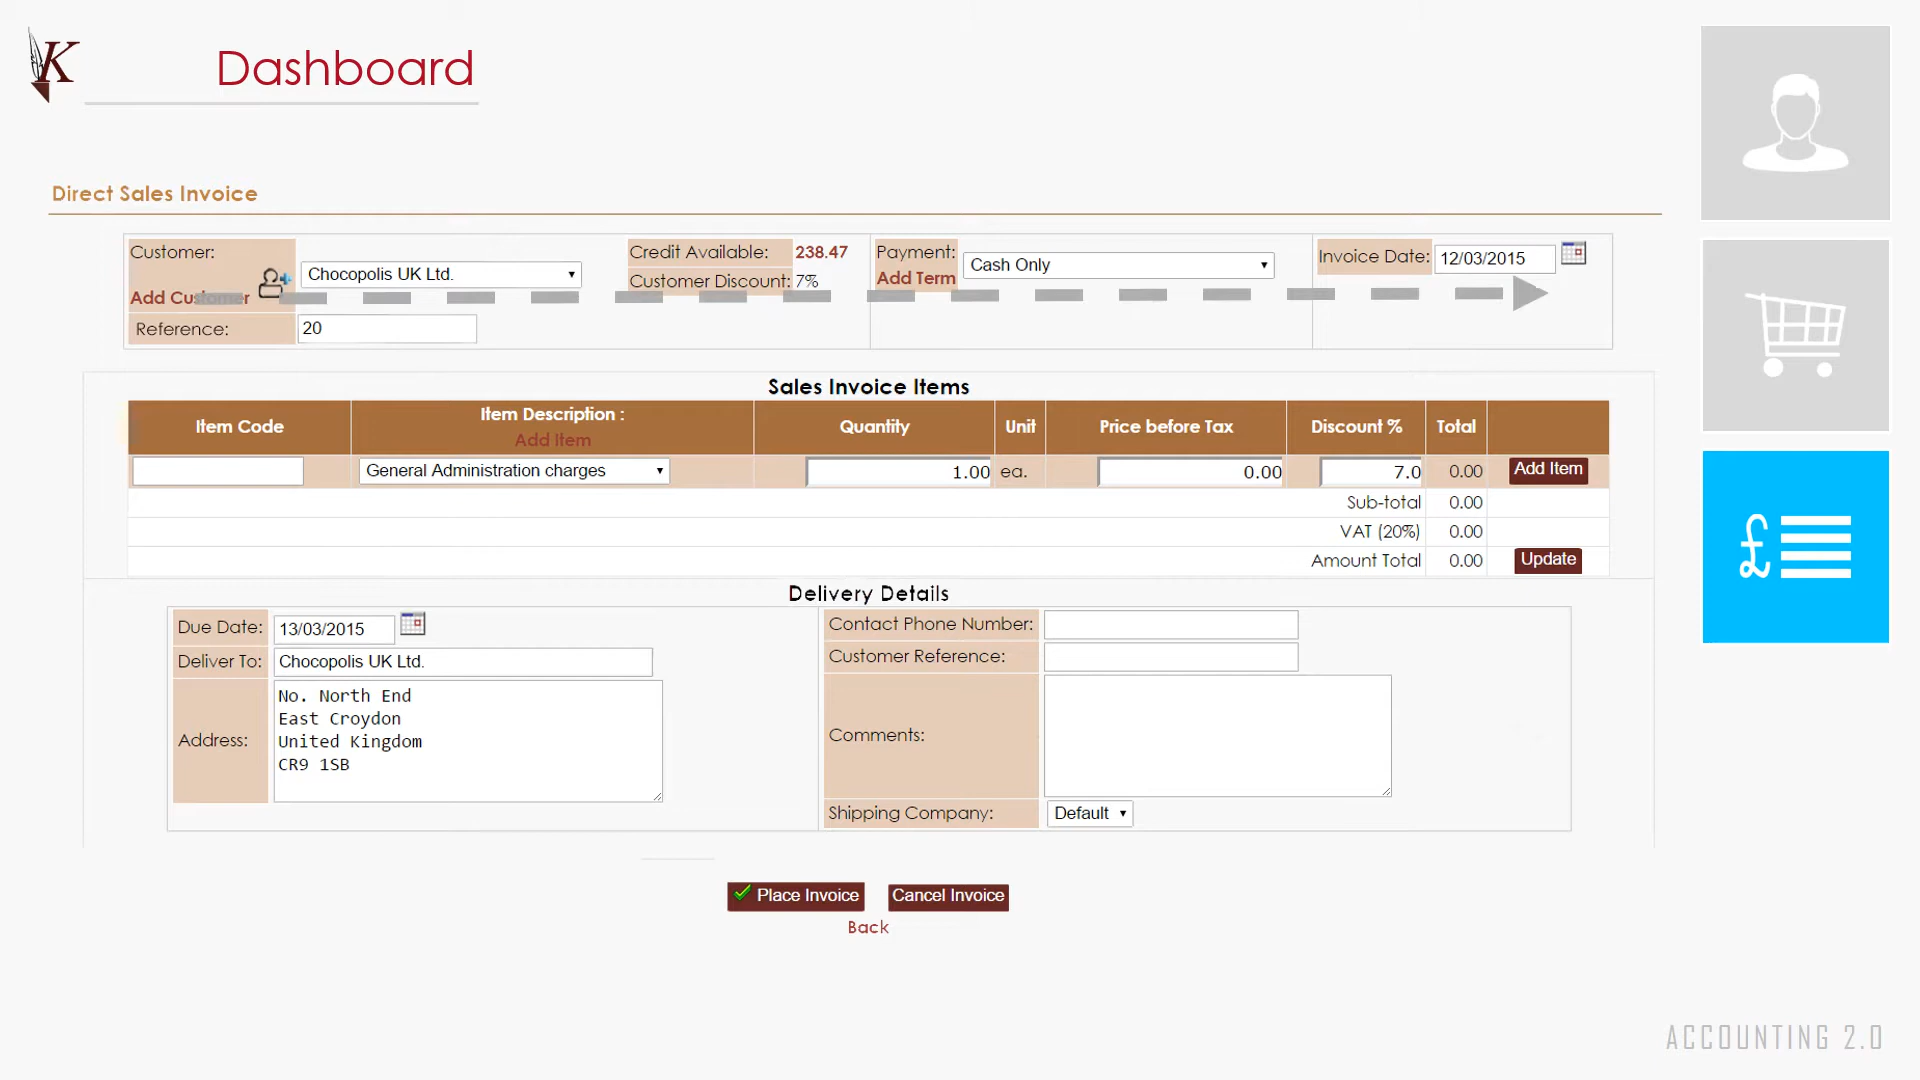 K
Dashboard
Direct Sales Invoice
Customer:
Add Customer
Chocopolis UK Ltd.
Reference:
20
Credit Available: 238.47
Customer Discount: 7%
Payment:
Add Term
Cash Only
Invoice Date: 12/03/2015
Sales Invoice Items
Item Code
Item Description :
Add Item
Quantity
Unit
Price before Tax
Discount %
Total
General Administration charges
1.00
ea.
0.00
7.0
0.00
Add Item
Sub-total 0.00
VAT (20%) 0.00
Amount Total 0.00
Update
Delivery Details
Due Date: 13/03/2015
Deliver To: Chocopolis UK Ltd.
Address:
No. North End
East Croydon
United Kingdom
CR9 1SB
Contact Phone Number:
Customer Reference:
Comments:
Shipping Company: Default
Place Invoice
Cancel Invoice
Back
£
ACCOUNTING 2.0